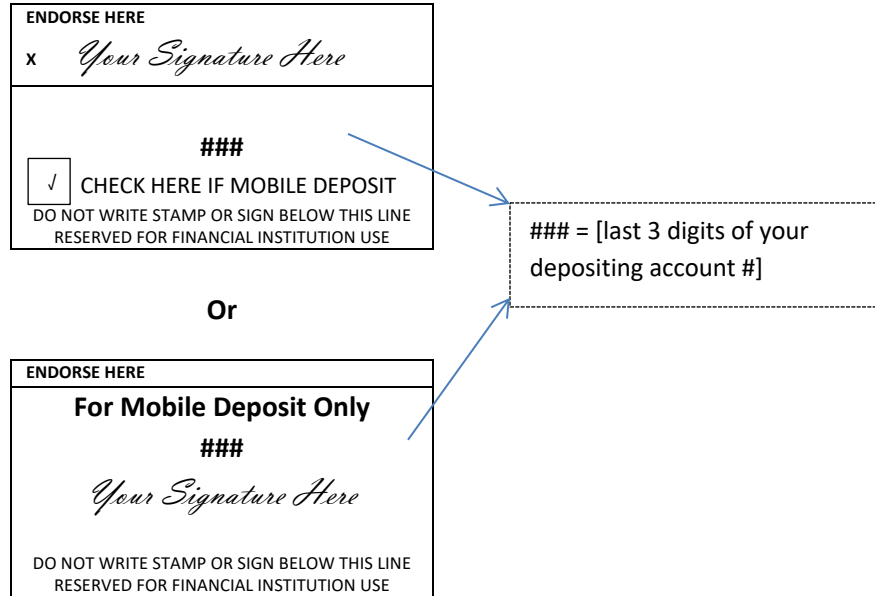 ENDORSE HERE
x Your Signature Here
###
√ CHECK HERE IF MOBILE DEPOSIT
DO NOT WRITE STAMP OR SIGN BELOW THIS LINE
RESERVED FOR FINANCIAL INSTITUTION USE
### = [last 3 digits of your
depositing account #]
Or
ENDORSE HERE
For Mobile Deposit Only
###
Your Signature Here
DO NOT WRITE STAMP OR SIGN BELOW THIS LINE
RESERVED FOR FINANCIAL INSTITUTION USE